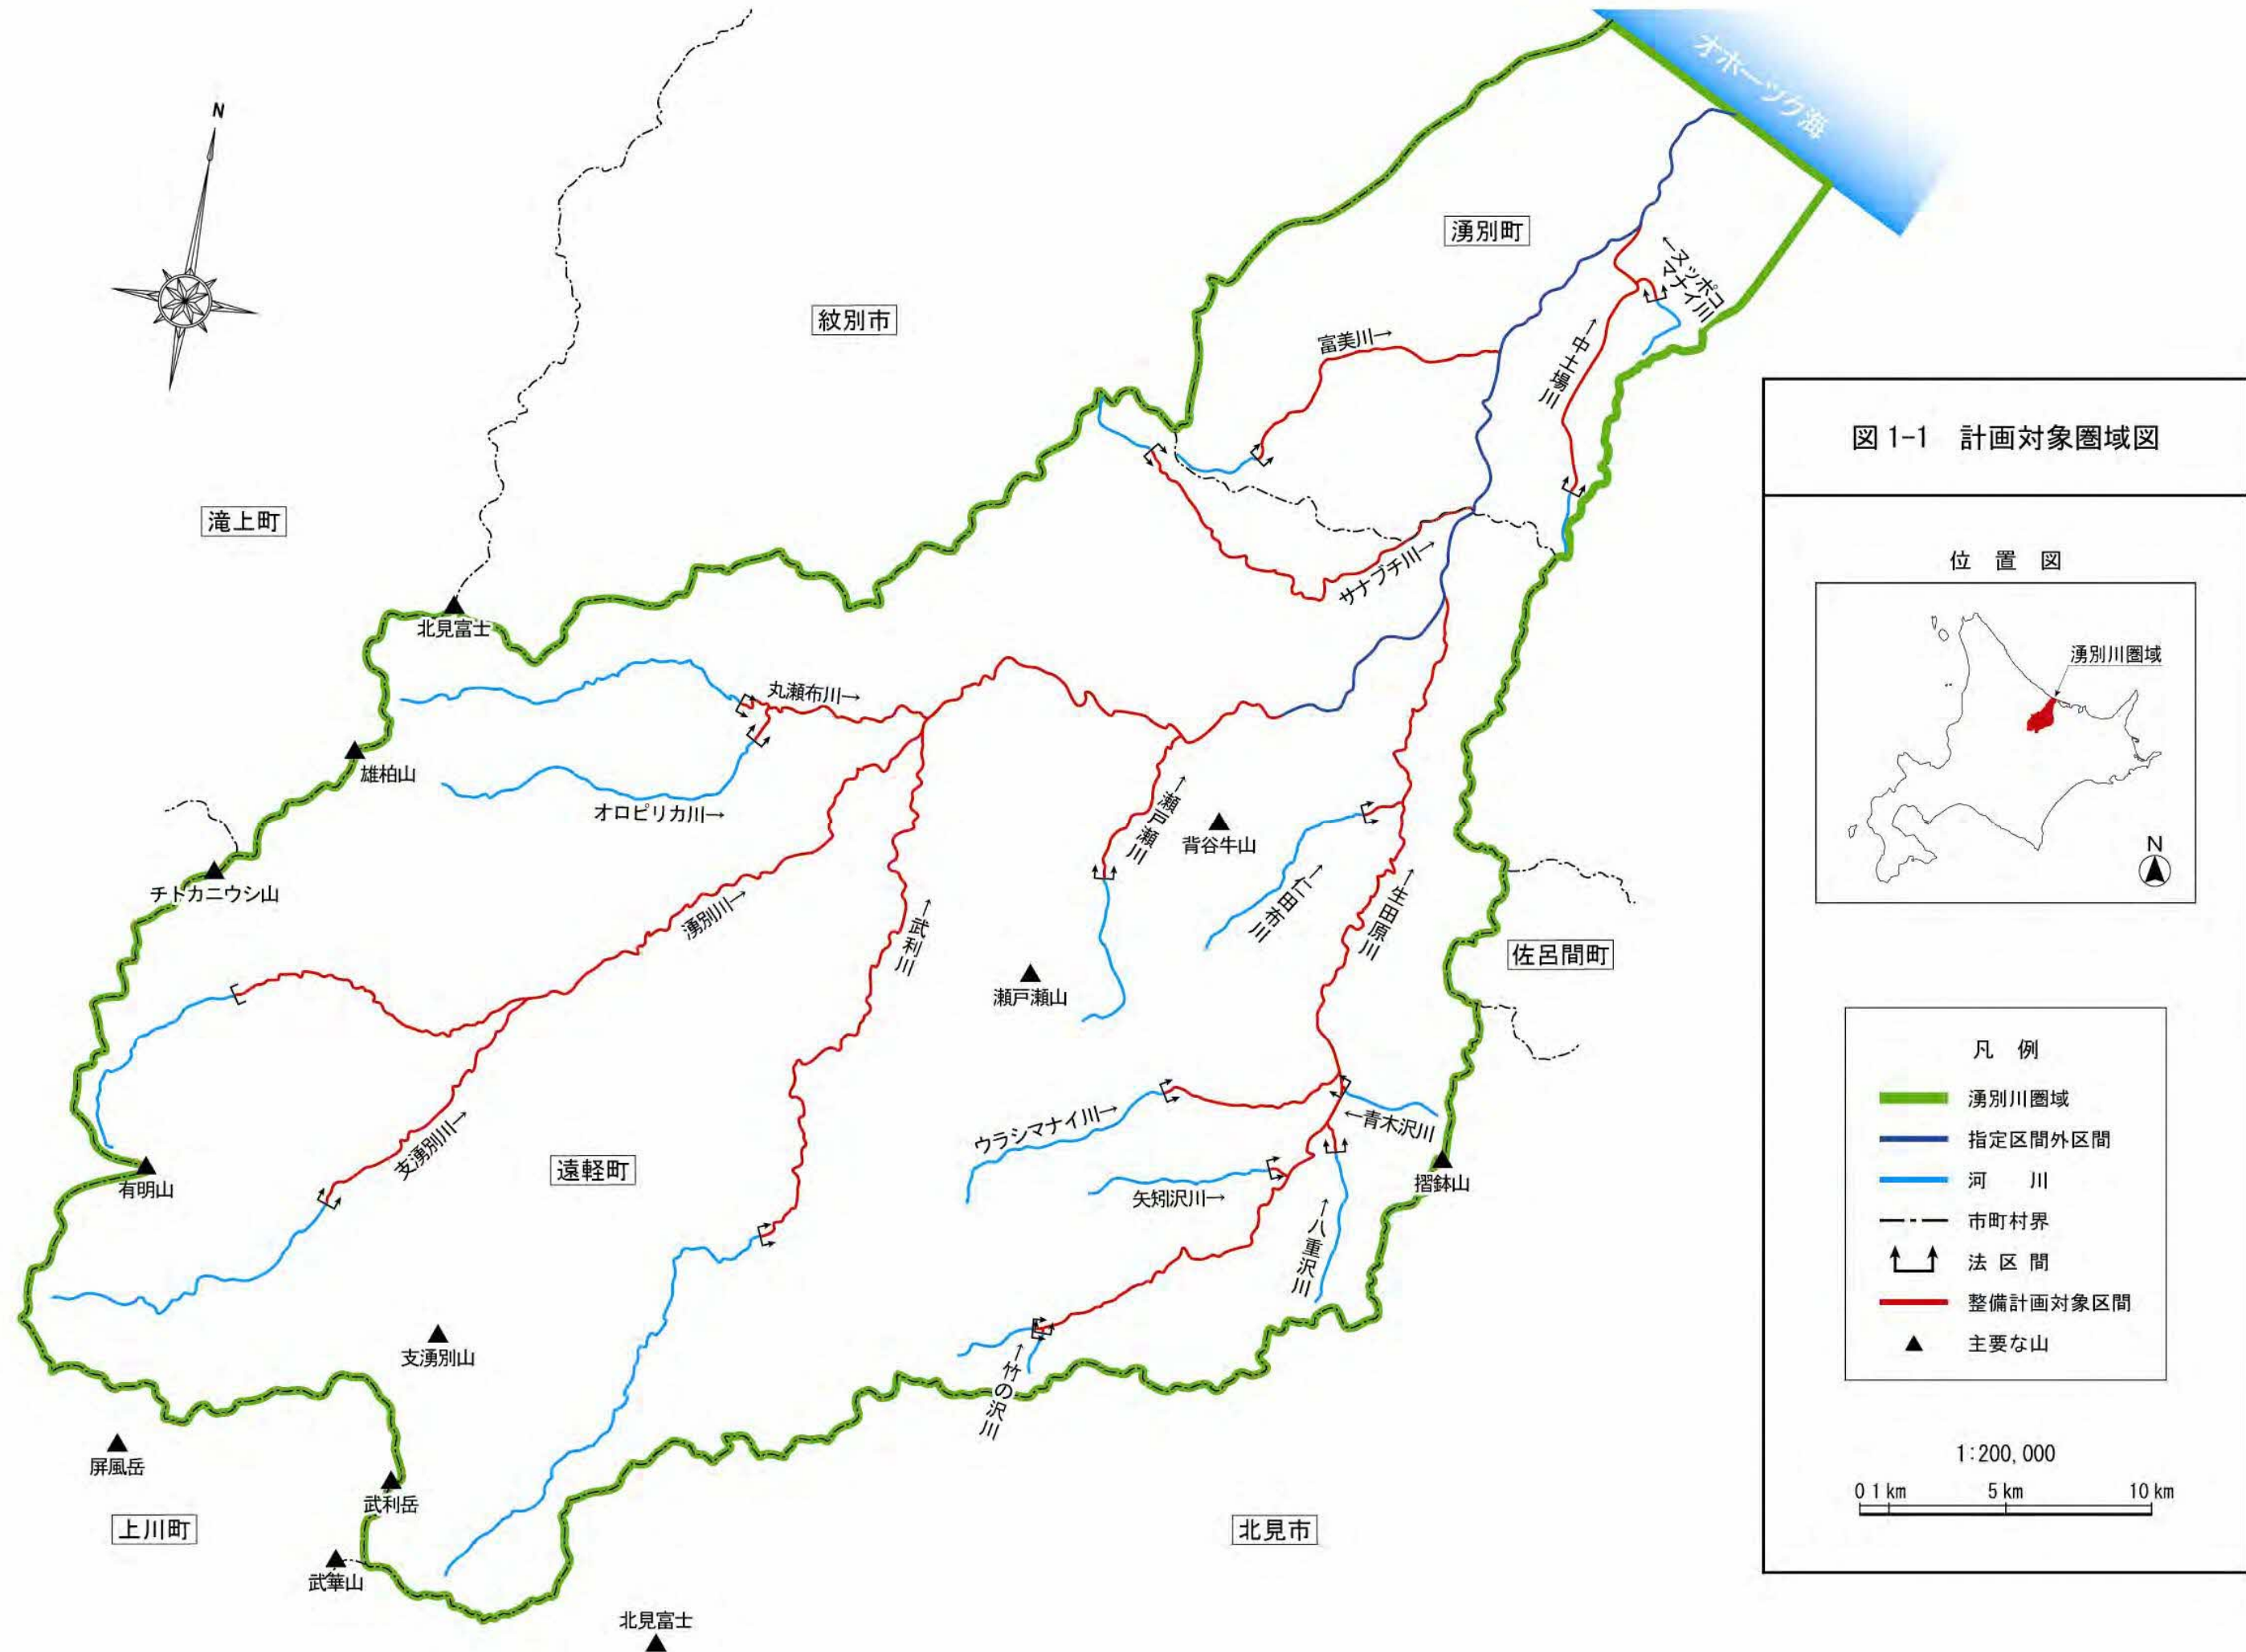 オホーツク海
N
湧別町
←ヌッポコ
マナイ川
紋別市
富美川→
←中土場川
滝上町
サナブチ川→
北見富士
丸瀬布川→
雄柏山
オロピリカ川→
←瀬戸瀬川
背谷牛山
チトカニウシ山
湧別川→
←武利川
←仁田布川
←生田原川
佐呂間町
瀬戸瀬山
ウラシマナイ川→
←青木沢川
支湧別川→
遠軽町
有明山
矢矧沢川→
摺鉢山
←八重沢川
支湧別山
←竹の沢川
屏風岳
武利岳
上川町
北見市
武華山
北見富士
図1-1 計画対象圏域図
位置図
湧別川圏域
N
凡例
湧別川圏域
指定区間外区間
河川
市町村界
法区間
整備計画対象区間
主要な山
1:200,000
0 1km 5km 10km